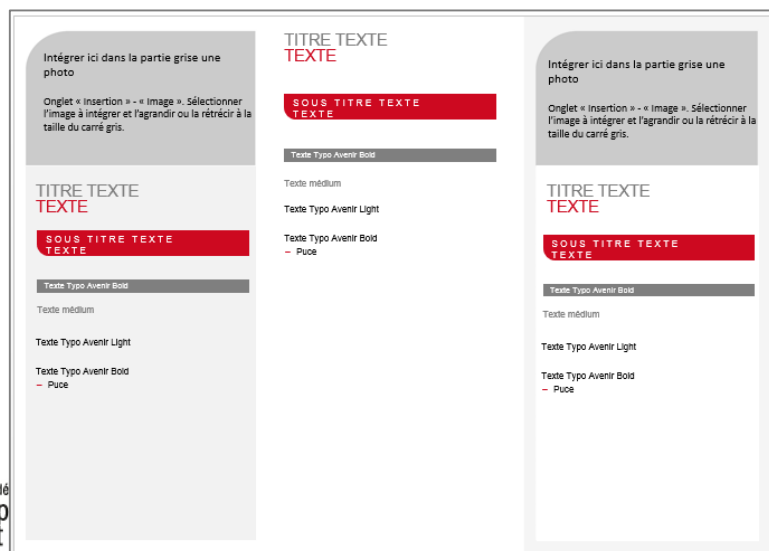 Intégrer ici dans la partie grise une
photo
Onglet « Insertion » - « Image ». Sélectionner
l'image à intégrer et l'agrandir ou la rétrécir à la
taille du carré gris.
TITRE TEXTE
TEXTE
SOUS TITRE TEXTE
TEXTE
Texte Typo Avenir Bold
Texte médium
Texte Typo Avenir Light
Texte Typo Avenir Bold
– Puce
TITRE TEXTE
TEXTE
SOUS TITRE TEXTE
TEXTE
Texte Typo Avenir Bold
Texte médium
Texte Typo Avenir Light
Texte Typo Avenir Bold
– Puce
Intégrer ici dans la partie grise une
photo
Onglet « Insertion » - « Image ». Sélectionner
l'image à intégrer et l'agrandir ou la rétrécir à la
taille du carré gris.
TITRE TEXTE
TEXTE
SOUS TITRE TEXTE
TEXTE
Texte Typo Avenir Bold
Texte médium
Texte Typo Avenir Light
Texte Typo Avenir Bold
– Puce